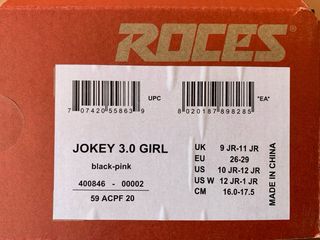 ROCES
7 07420 55863 9 UPC 8 020187 898285 "EA"
JOKEY 3.0 GIRL
black-pink
400846 - 00002
59 ACPF 20
UK 9 JR-11 JR
EU 26-29
US 10 JR-12 JR
US W 12 JR-1 JR
CM 16.0-17.5
MADE IN CHINA